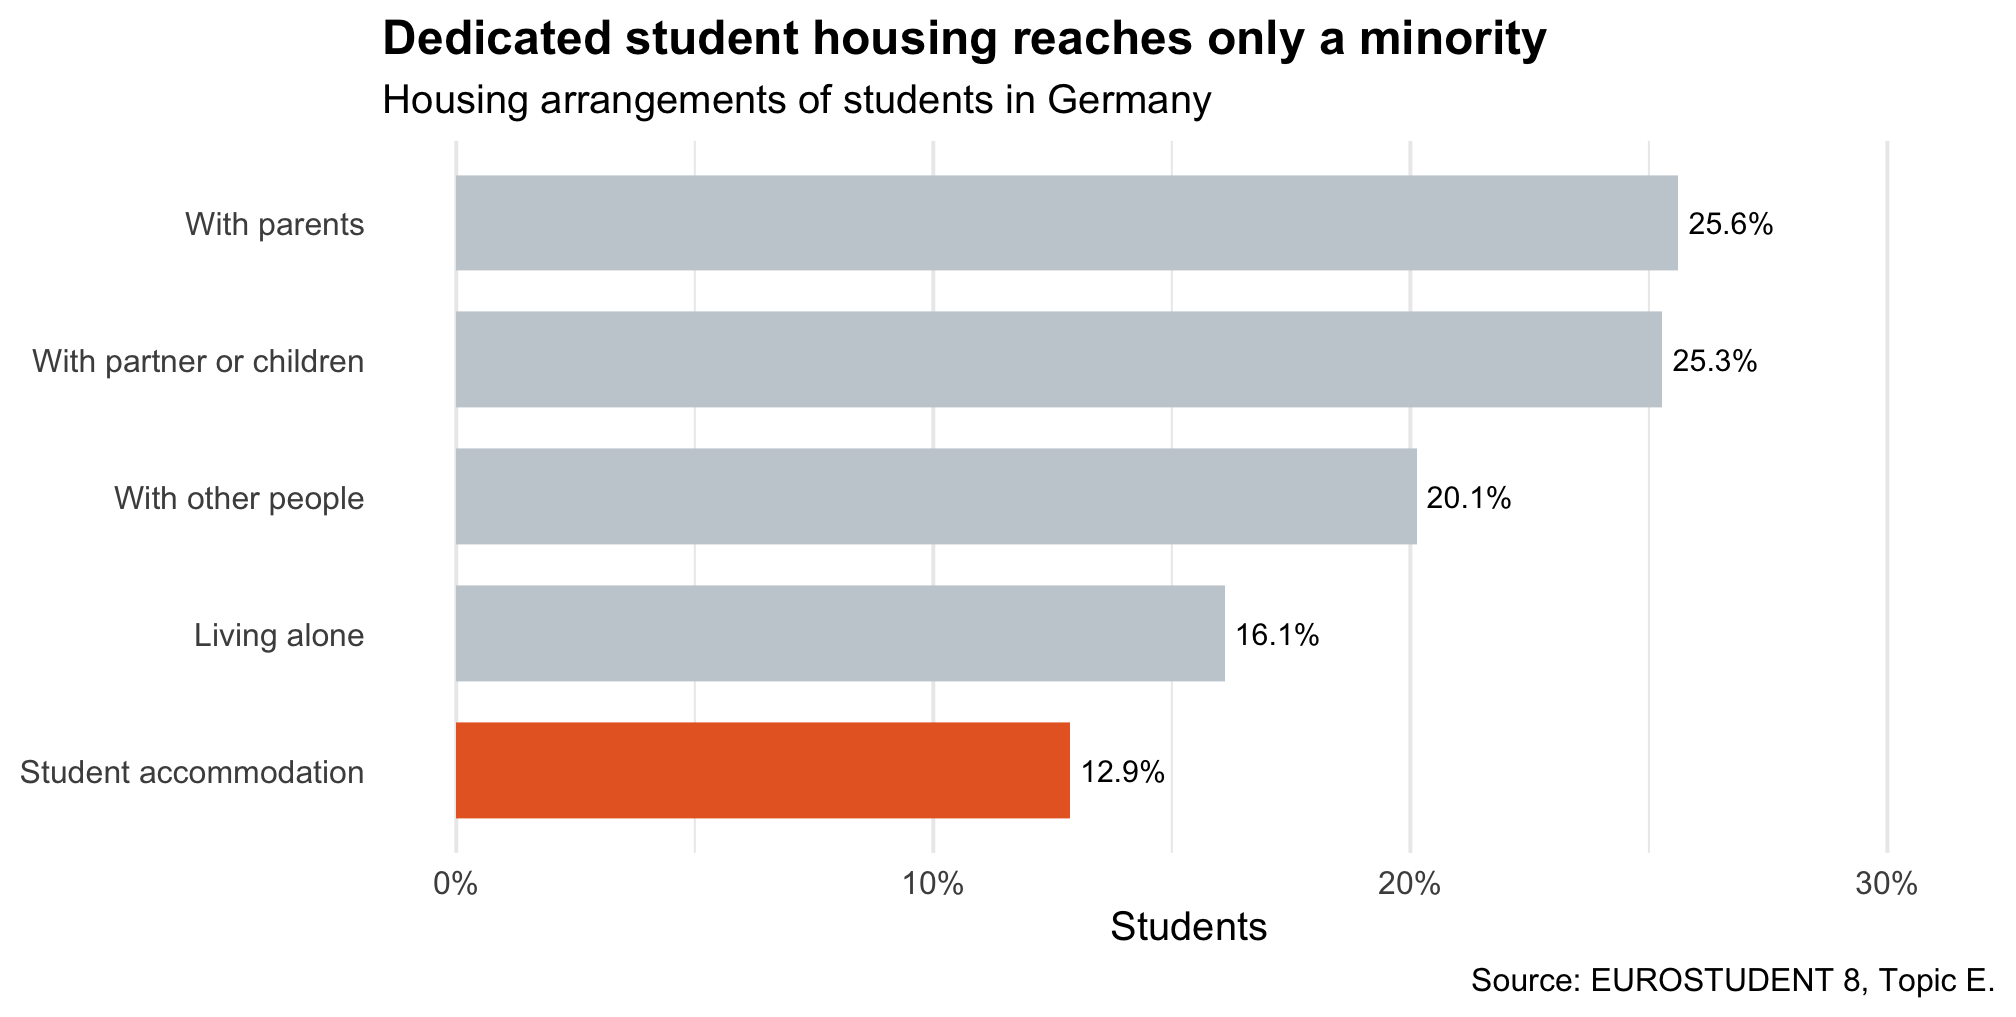 Dedicated student housing reaches only a minority
Housing arrangements of students in Germany
With parents 25.6%
With partner or children 25.3%
With other people 20.1%
Living alone 16.1%
Student accommodation 12.9%
0% 10% 20% 30%
Students
Source: EUROSTUDENT 8, Topic E.